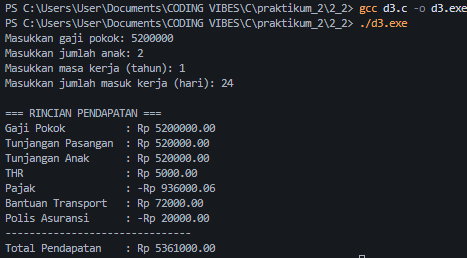 PS C:\Users\User\Documents\CODING VIBES\C\praktikum_2\2_2> gcc d3.c -o d3.exe
PS C:\Users\User\Documents\CODING VIBES\C\praktikum_2\2_2> ./d3.exe
Masukkan gaji pokok: 5200000
Masukkan jumlah anak: 2
Masukkan masa kerja (tahun): 1
Masukkan jumlah masuk kerja (hari): 24

=== RINCIAN PENDAPATAN ===
Gaji Pokok         : Rp 5200000.00
Tunjangan Pasangan : Rp 520000.00
Tunjangan Anak     : Rp 520000.00
THR                : Rp 5000.00
Pajak              : -Rp 936000.06
Bantuan Transport  : Rp 72000.00
Polis Asuransi     : -Rp 20000.00
-------------------------------
Total Pendapatan   : Rp 5361000.00